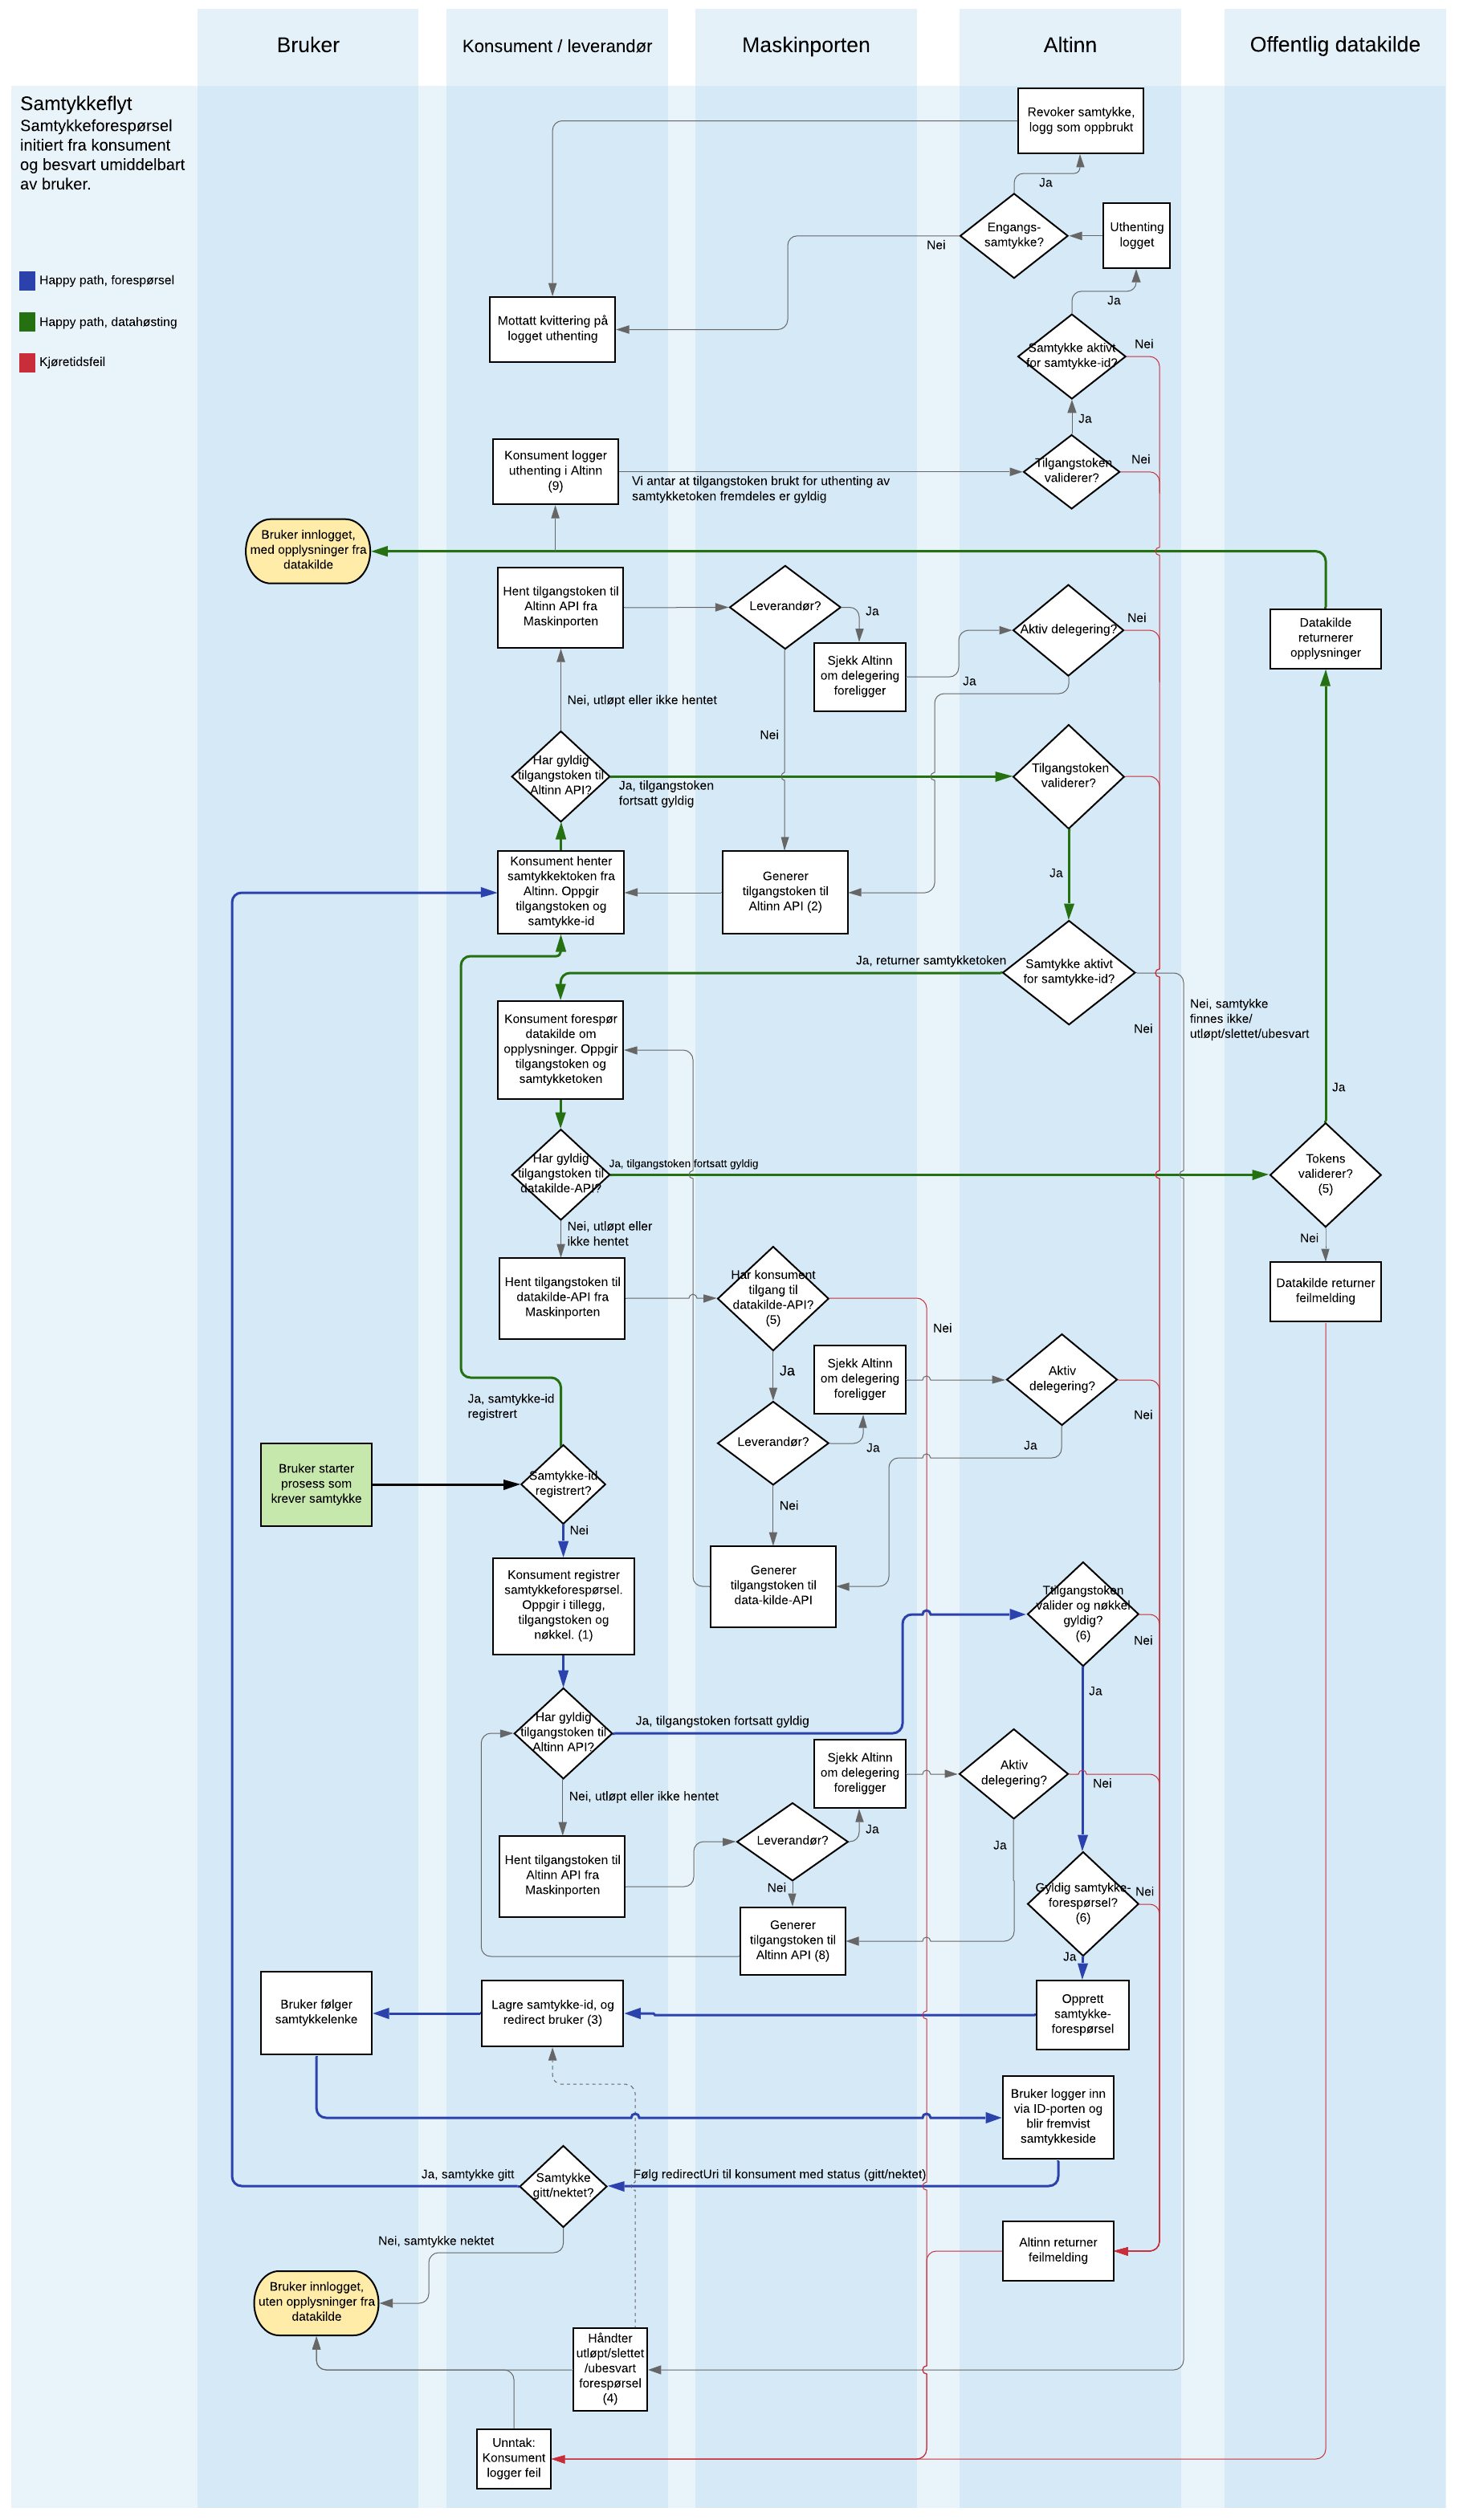 Bruker
Konsument / leverandør
Maskinporten
Altinn
Offentlig datakilde
Samtykkeflyt
Samtykkeforespørsel
initiert fra konsument
og besvart umiddelbart
av bruker.
Happy path, forespørsel
Happy path, datahøsting
Kjøretidsfeil
Revoker samtykke,
logg som oppbrukt
Ja
Engangs-
samtykke?
Uthenting
logget
Nei
Ja
Mottatt kvittering på
logget uthenting
Samtykke aktivt
for samtykke-id?
Nei
Ja
Konsument logger
uthenting i Altinn
(9)
Vi antar at tilgangstoken brukt for uthenting av
samtykketoken fremdeles er gyldig
Tilgangstoken
validerer?
Nei
Bruker innlogget,
med opplysninger fra
datakilde
Hent tilgangstoken til
Altinn API fra
Maskinporten
Leverandør?
Ja
Sjekk Altinn
om delegering
foreligger
Aktiv delegering?
Nei
Ja
Datakilde
returnerer
opplysninger
Nei, utløpt eller ikke hentet
Nei
Har gyldig
tilgangstoken til
Altinn API?
Ja, tilgangstoken
fortsatt gyldig
Tilgangstoken
validerer?
Ja
Konsument henter
samtykkektoken fra
Altinn. Oppgir
tilgangstoken og
samtykke-id
Generer
tilgangstoken til
Altinn API (2)
Ja, returner samtykketoken
Samtykke aktivt
for samtykke-id?
Nei, samtykke
finnes ikke/
utløpt/slettet/ubesvart
Nei
Konsument forespør
datakilde om
opplysninger. Oppgir
tilgangstoken og
samtykketoken
Ja
Har gyldig
tilgangstoken til
datakilde-API?
Ja, tilgangstoken fortsatt gyldig
Tokens
validerer?
(5)
Nei, utløpt eller
ikke hentet
Nei
Hent tilgangstoken til
datakilde-API fra
Maskinporten
Har konsument
tilgang til
datakilde-API?
(5)
Nei
Datakilde returner
feilmelding
Ja
Sjekk Altinn
om delegering
foreligger
Aktiv
delegering?
Nei
Ja, samtykke-id
registrert
Leverandør?
Ja
Ja
Bruker starter
prosess som
krever samtykke
Samtykke-id
registrert?
Nei
Nei
Konsument registrer
samtykkeforespørsel.
Oppgir i tillegg,
tilgangstoken og
nøkkel. (1)
Generer
tilgangstoken til
data-kilde-API
Ttilgangstoken
valider og nøkkel
gyldig?
(6)
Nei
Ja
Har gyldig
tilgangstoken til
Altinn API?
Ja, tilgangstoken fortsatt gyldig
Sjekk Altinn
om delegering
foreligger
Aktiv
delegering?
Nei
Nei, utløpt eller ikke hentet
Leverandør?
Ja
Ja
Hent tilgangstoken til
Altinn API fra
Maskinporten
Nei
Gyldig samtykke-
forespørsel?
(6)
Nei
Generer
tilgangstoken til
Altinn API (8)
Ja
Bruker følger
samtykkelenke
Lagre samtykke-id, og
redirect bruker (3)
Opprett
samtykke-
forespørsel
Bruker logger inn
via ID-porten og
blir fremvist
samtykkeside
Ja, samtykke gitt
Samtykke
gitt/nektet?
Følg redirectUri til konsument med status (gitt/nektet)
Nei, samtykke nektet
Altinn returner
feilmelding
Bruker innlogget,
uten opplysninger fra
datakilde
Håndter
utløpt/slettet
/ubesvart
forespørsel
(4)
Unntak:
Konsument
logger feil